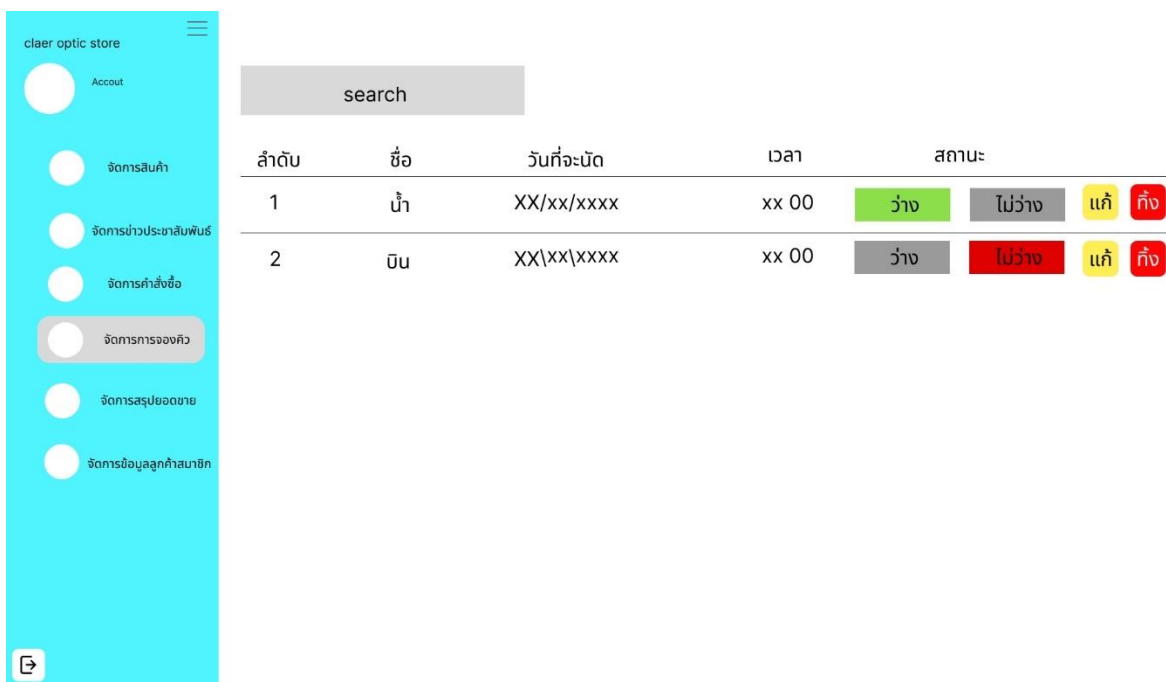 claer optic store
Accout
จัดการสินค้า
จัดการข่าวประชาสัมพันธ์
จัดการคำสั่งซื้อ
จัดการการจองคิว
จัดการสรุปยอดขาย
จัดการข้อมูลลูกค้าสมาชิก
search
ลำดับ ชื่อ วันที่จะนัด เวลา สถานะ
1 น้ำ XX/xx/xxxx xx 00 ว่าง ไม่ว่าง แก้ ทิ้ง
2 บิน XX\xx\xxxx xx 00 ว่าง ไม่ว่าง แก้ ทิ้ง